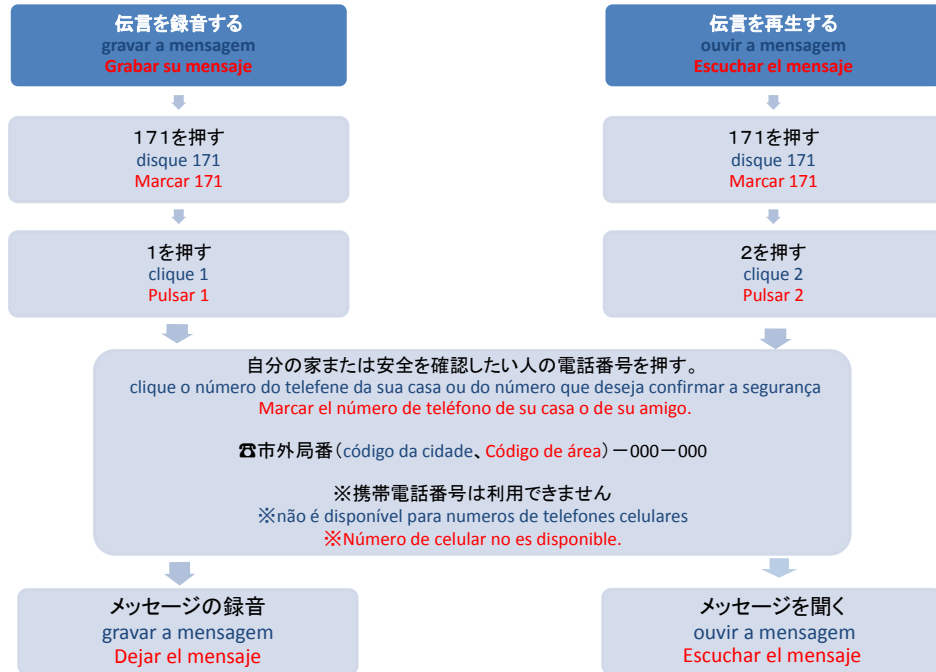 伝言を録音する
gravar a mensagem
Grabar su mensaje
伝言を再生する
ouvir a mensagem
Escuchar el mensaje
171を押す
disque 171
Marcar 171
171を押す
disque 171
Marcar 171
1を押す
clique 1
Pulsar 1
2を押す
clique 2
Pulsar 2
自分の家または安全を確認したい人の電話番号を押す。
clique o número do telefene da sua casa ou do número que deseja confirmar a segurança
Marcar el número de teléfono de su casa o de su amigo.
☎市外局番(código da cidade、Código de área)-000-000
※携帯電話番号は利用できません
※não é disponível para numeros de telefones celulares
※Número de celular no es disponible.
メッセージの録音
gravar a mensagem
Dejar el mensaje
メッセージを聞く
ouvir a mensagem
Escuchar el mensaje